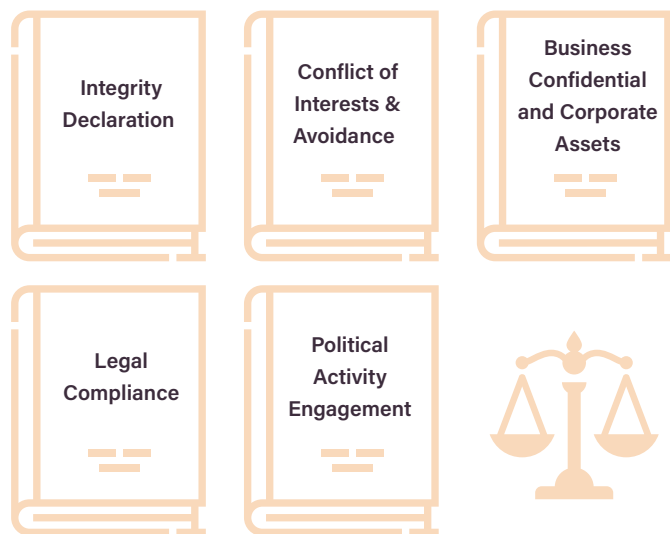 Integrity
Declaration
Conflict of
Interests &
Avoidance
Business
Confidential
and Corporate
Assets
Legal
Compliance
Political
Activity
Engagement